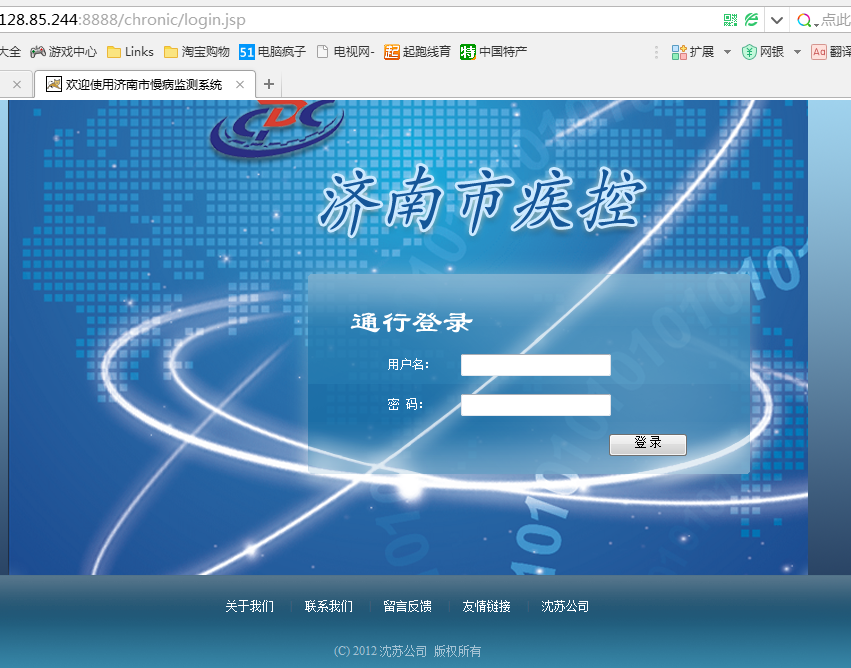 128.85.244:8888/chronic/login.jsp 点此
大全 游戏中心 Links 淘宝购物 51 电脑疯子 电视网- 起 起跑线育 特 中国特产 扩展 网银 Aa 翻译
欢迎使用济南市慢病监测系统
CDC
济南市疾控
通行登录
用户名：
密 码：
登 录
关于我们 联系我们 留言反馈 友情链接 沈苏公司
(C) 2012 沈苏公司 版权所有